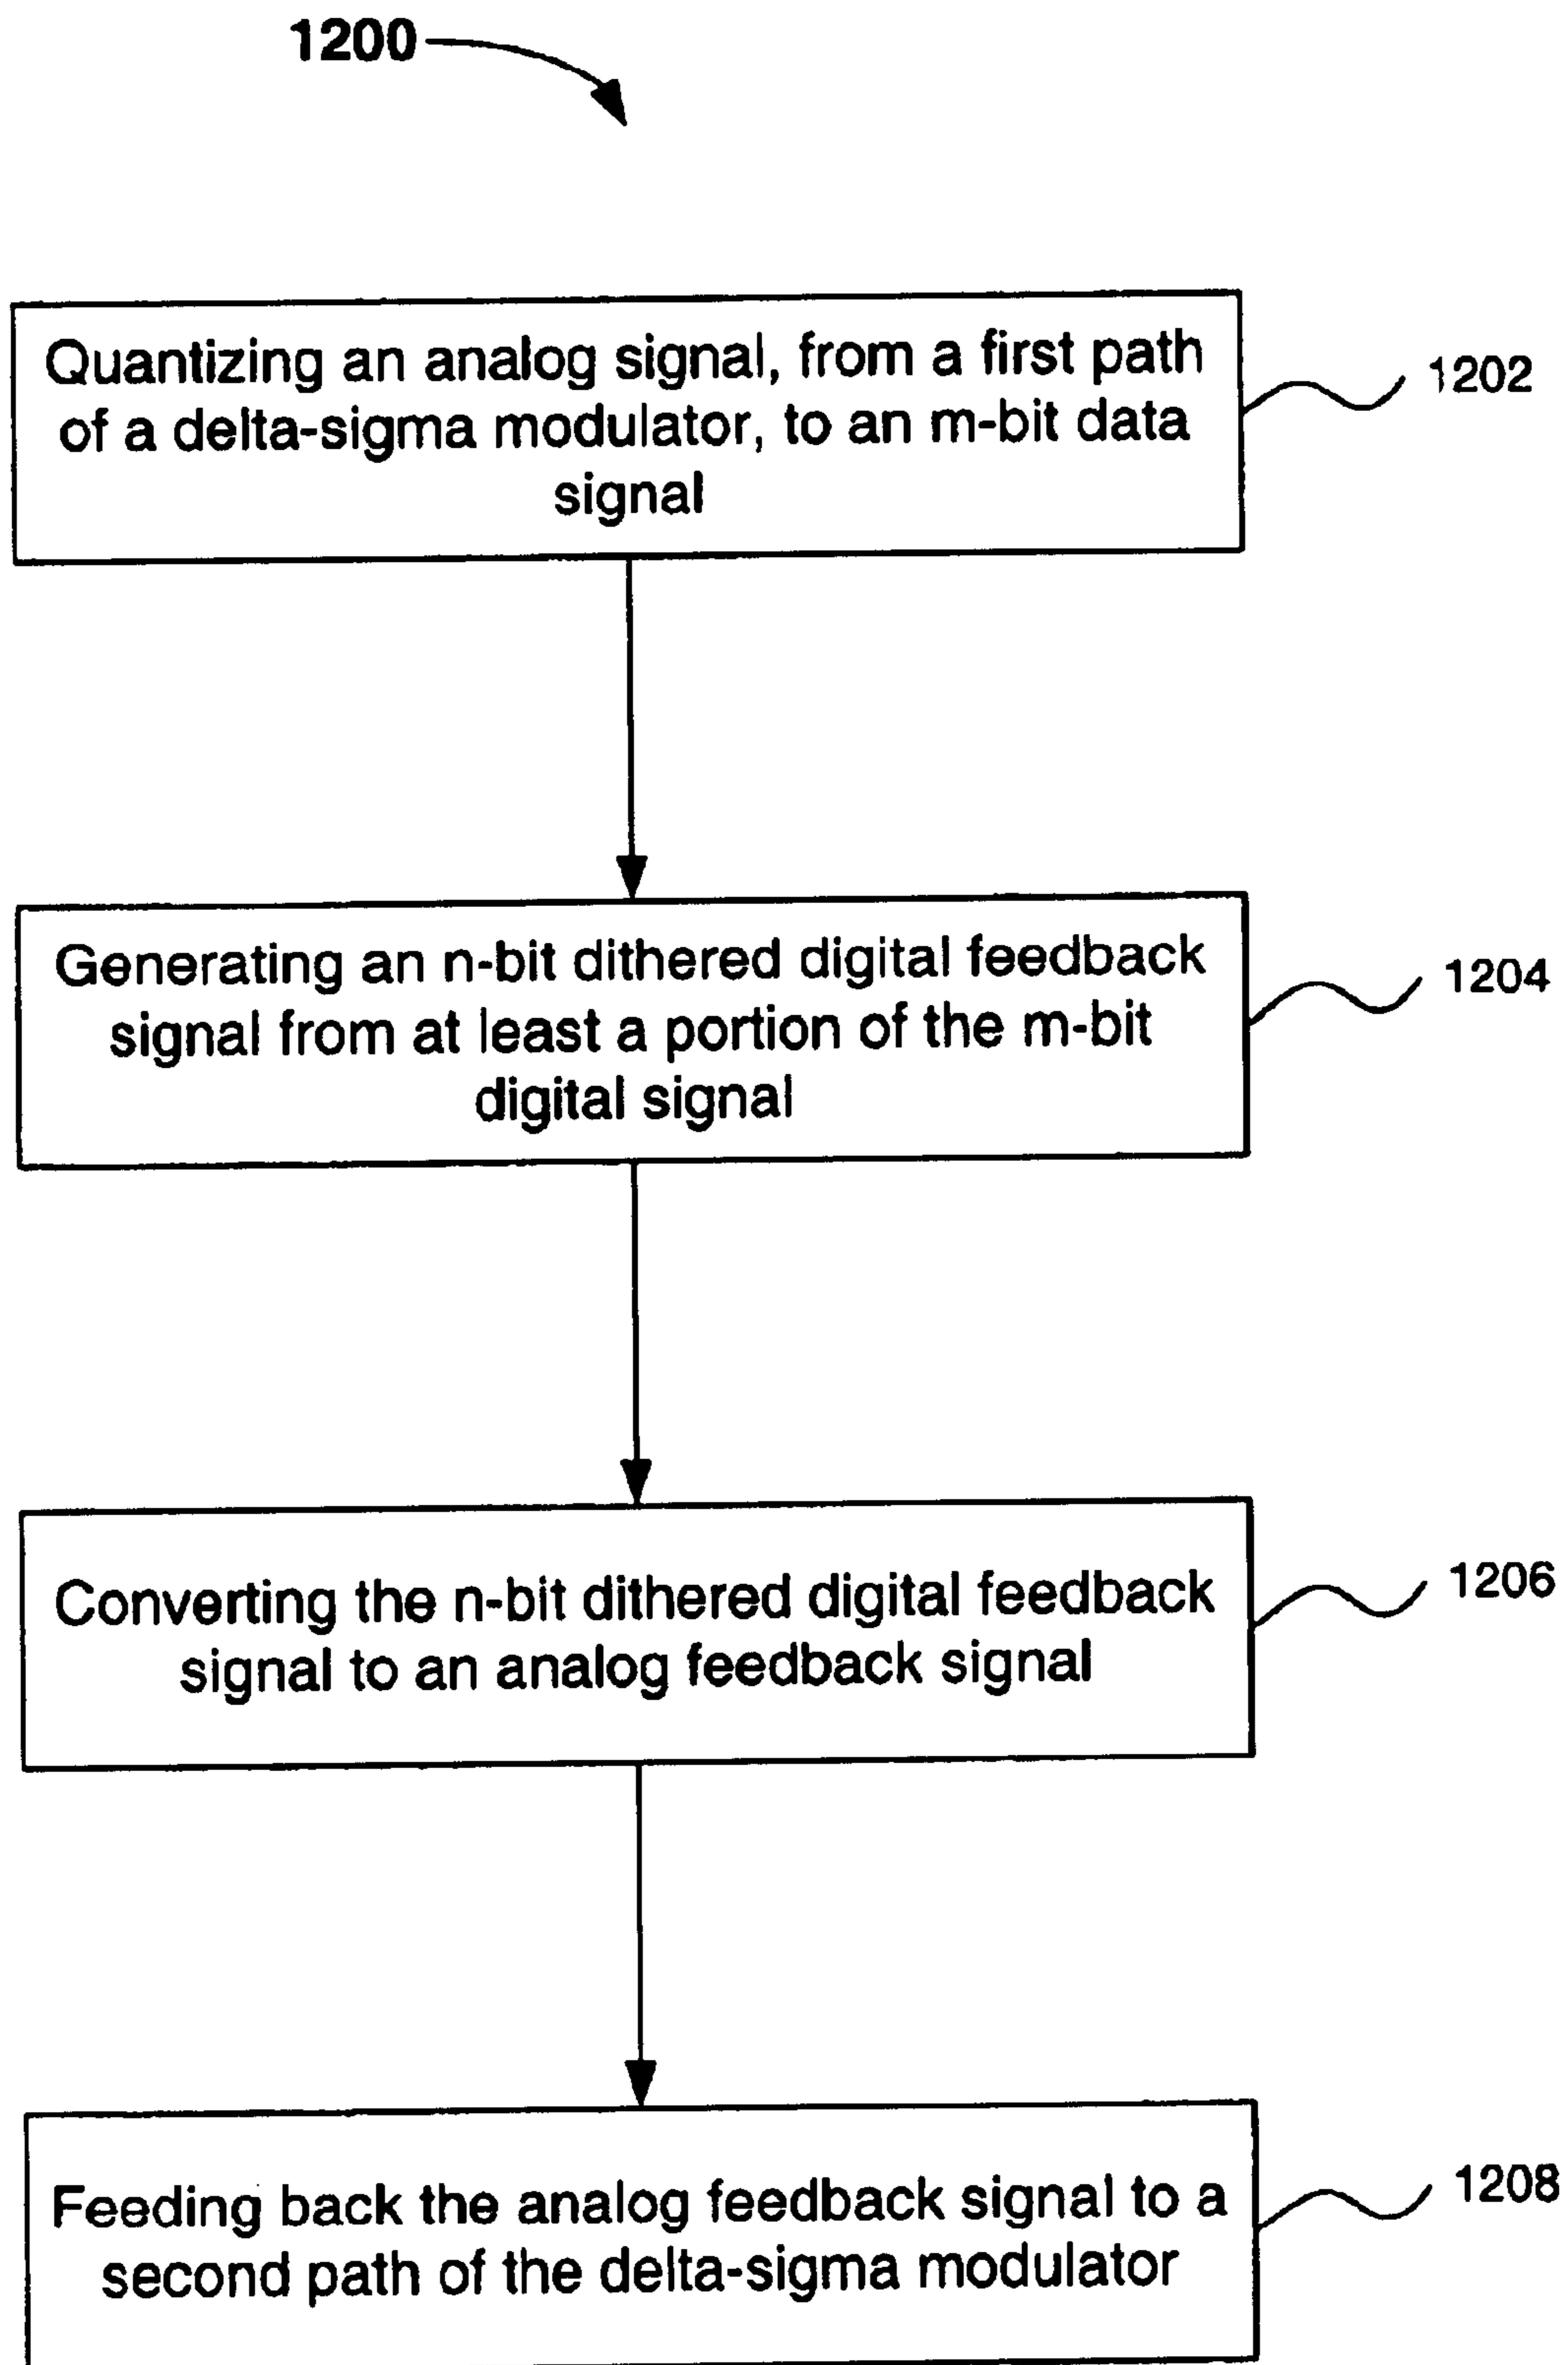 1200
Quantizing an analog signal, from a first path
of a delta-sigma modulator, to an m-bit data
signal
1202
Generating an n-bit dithered digital feedback
signal from at least a portion of the m-bit
digital signal
1204
Converting the n-bit dithered digital feedback
signal to an analog feedback signal
1206
Feeding back the analog feedback signal to a
second path of the delta-sigma modulator
1208